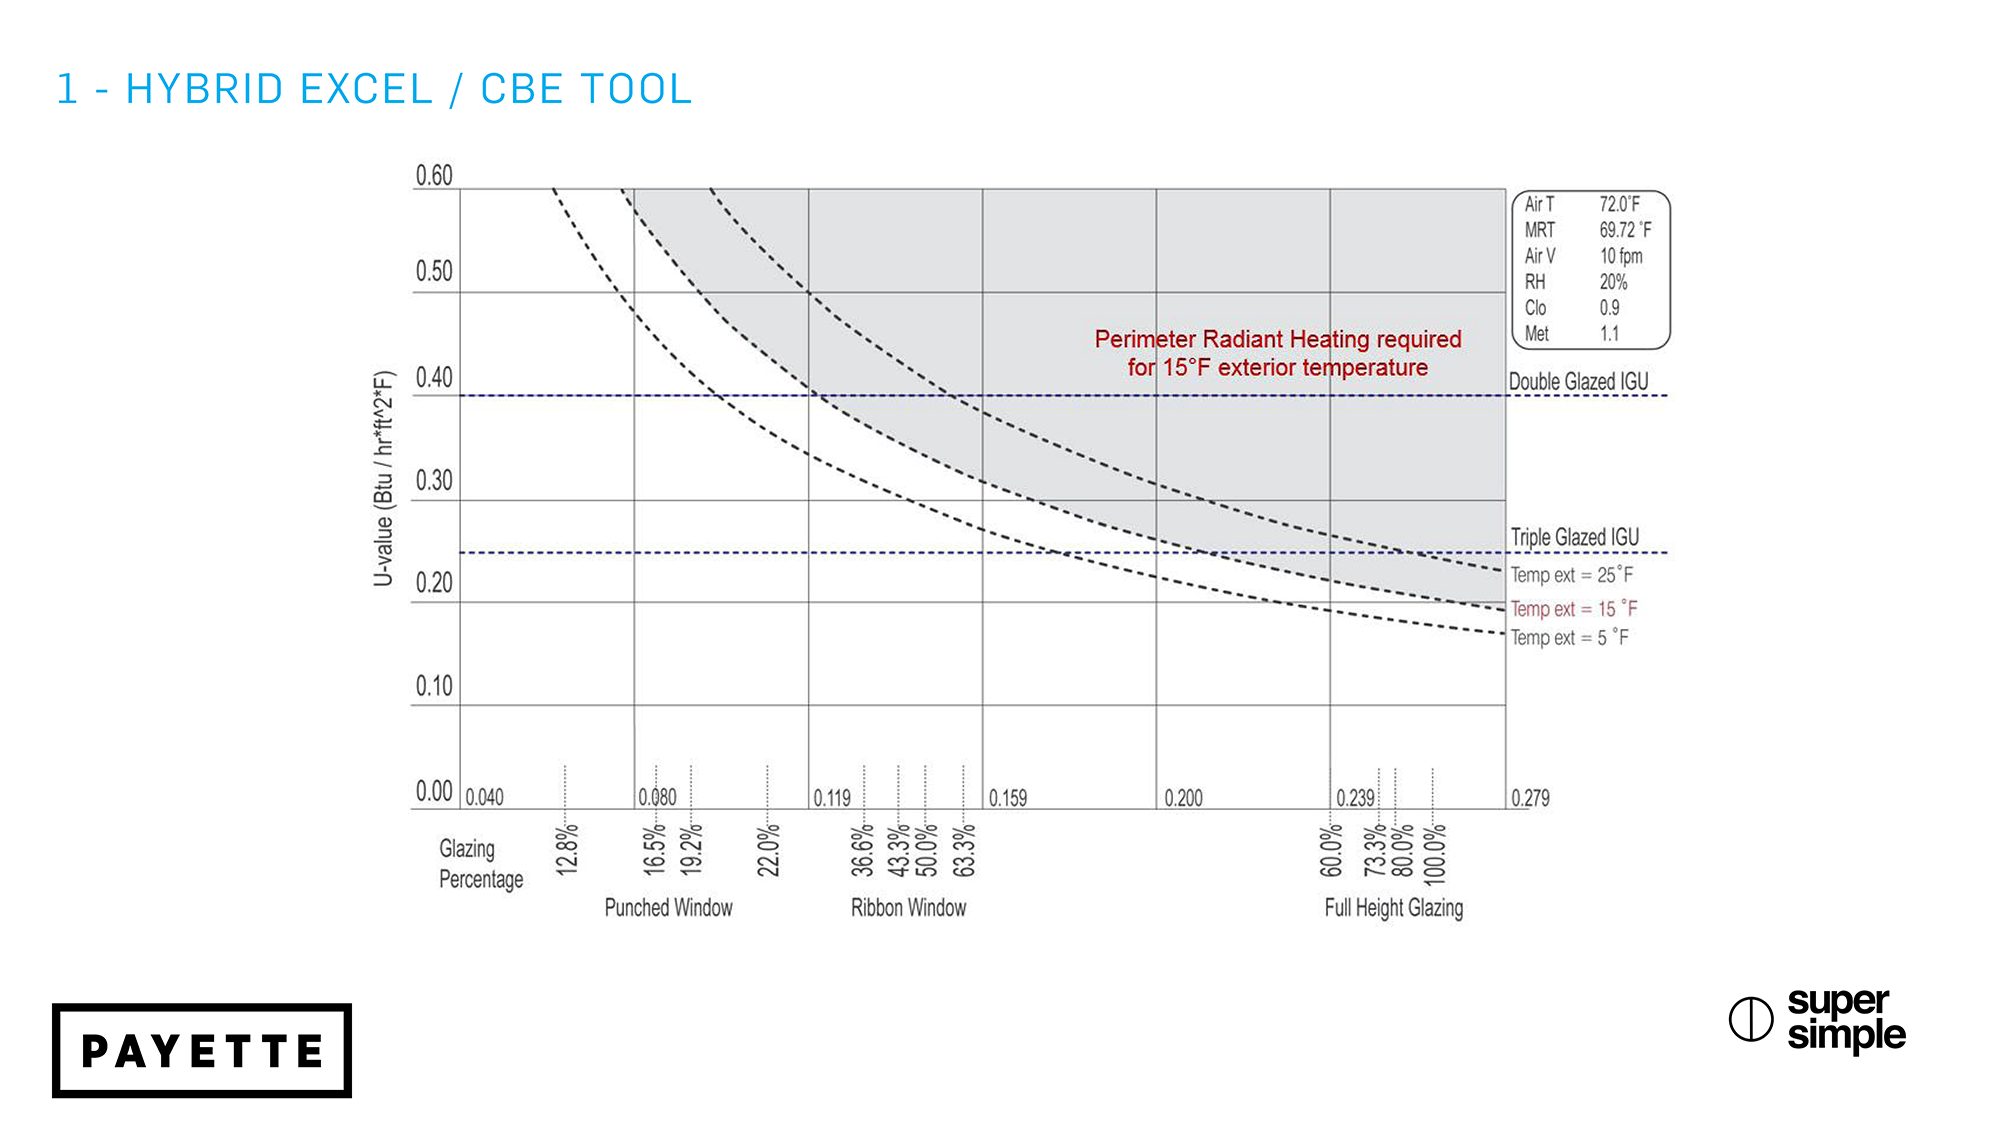 1 - HYBRID EXCEL / CBE TOOL
0.60
0.50
0.40
0.30
0.20
0.10
0.00
U-value (Btu / hr*ft^2*F)
Perimeter Radiant Heating required
for 15°F exterior temperature
Air T 72.0°F
MRT 69.72 °F
Air V 10 fpm
RH 20%
Clo 0.9
Met 1.1
Double Glazed IGU
Triple Glazed IGU
Temp ext = 25°F
Temp ext = 15 °F
Temp ext = 5 °F
0.040 0.080 0.119 0.159 0.200 0.239 0.279
Glazing
Percentage
12.8% 16.5% 19.2% 22.0% 36.6% 43.3% 50.0% 63.3% 60.0% 73.3% 80.0% 100.0%
Punched Window Ribbon Window Full Height Glazing
PAYETTE
super
simple